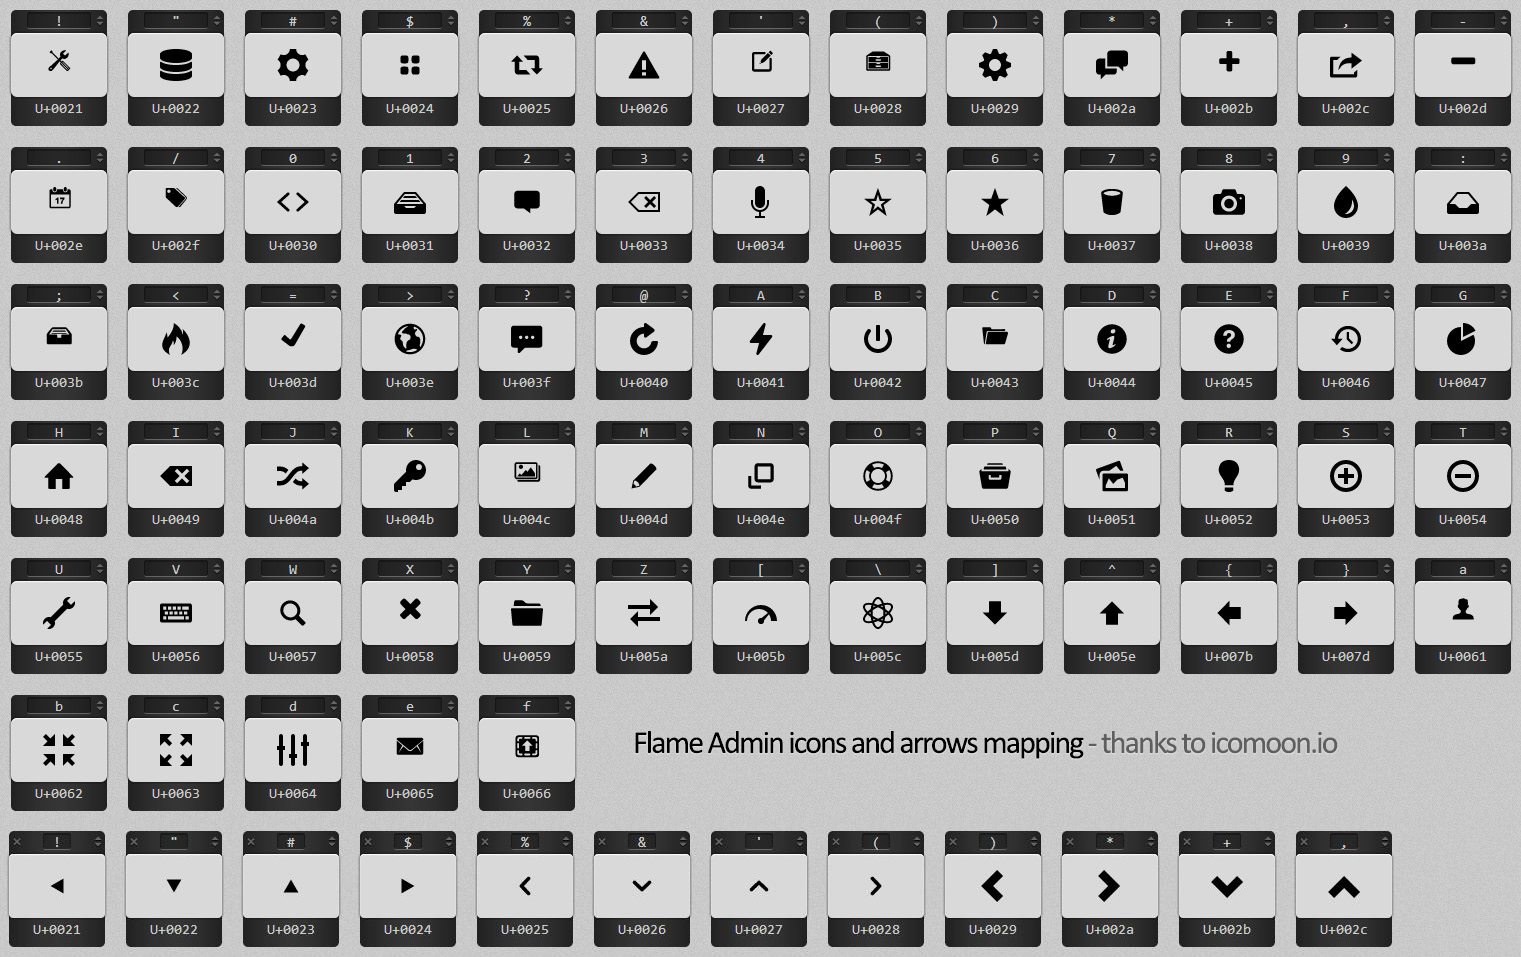 ! " # $ % & ' ( ) * + , -
U+0021 U+0022 U+0023 U+0024 U+0025 U+0026 U+0027 U+0028 U+0029 U+002a U+002b U+002c U+002d
. / 0 1 2 3 4 5 6 7 8 9 :
17
U+002e U+002f U+0030 U+0031 U+0032 U+0033 U+0034 U+0035 U+0036 U+0037 U+0038 U+0039 U+003a
; < = > ? @ A B C D E F G
U+003b U+003c U+003d U+003e U+003f U+0040 U+0041 U+0042 U+0043 U+0044 U+0045 U+0046 U+0047
H I J K L M N O P Q R S T
U+0048 U+0049 U+004a U+004b U+004c U+004d U+004e U+004f U+0050 U+0051 U+0052 U+0053 U+0054
U V W X Y Z [ \ ] ^ { } a
U+0055 U+0056 U+0057 U+0058 U+0059 U+005a U+005b U+005c U+005d U+005e U+007b U+007d U+0061
b c d e f
Flame Admin icons and arrows mapping - thanks to icomoon.io
U+0062 U+0063 U+0064 U+0065 U+0066
! " # $ % & ' ( ) * + ,
U+0021 U+0022 U+0023 U+0024 U+0025 U+0026 U+0027 U+0028 U+0029 U+002a U+002b U+002c